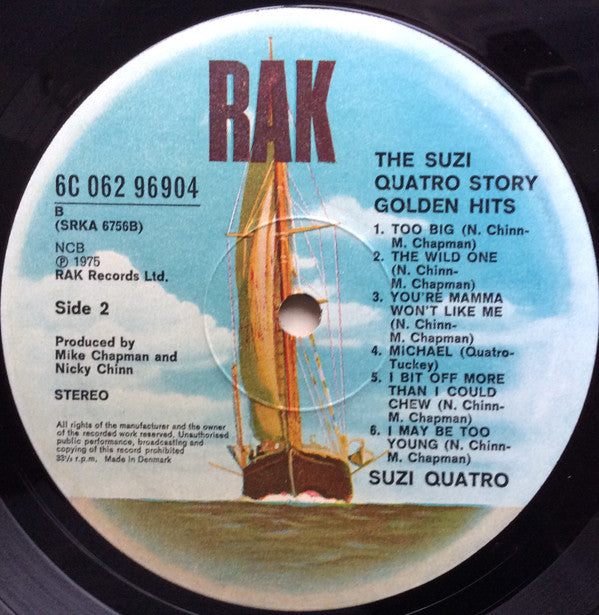 RAK
6C 062 96904
B
(SRKA 6756B)
NCB
℗ 1975
RAK Records Ltd.
Side 2
Produced by
Mike Chapman and
Nicky Chinn
STEREO
All rights of the manufacturer and the owner
of the recorded work reserved. Unauthorised
public performance, broadcasting and
copying of this record prohibited
33⅓ r.p.m. Made in Denmark
THE SUZI
QUATRO STORY
GOLDEN HITS
1. TOO BIG (N. Chinn-
M. Chapman)
2. THE WILD ONE
(N. Chinn-
M. Chapman)
3. YOU'RE MAMMA
WON'T LIKE ME
(N. Chinn-
M. Chapman)
4. MICHAEL (Quatro-
Tuckey)
5. I BIT OFF MORE
THAN I COULD
CHEW (N. Chinn-
M. Chapman)
6. I MAY BE TOO
YOUNG (N. Chinn-
M. Chapman)
SUZI QUATRO